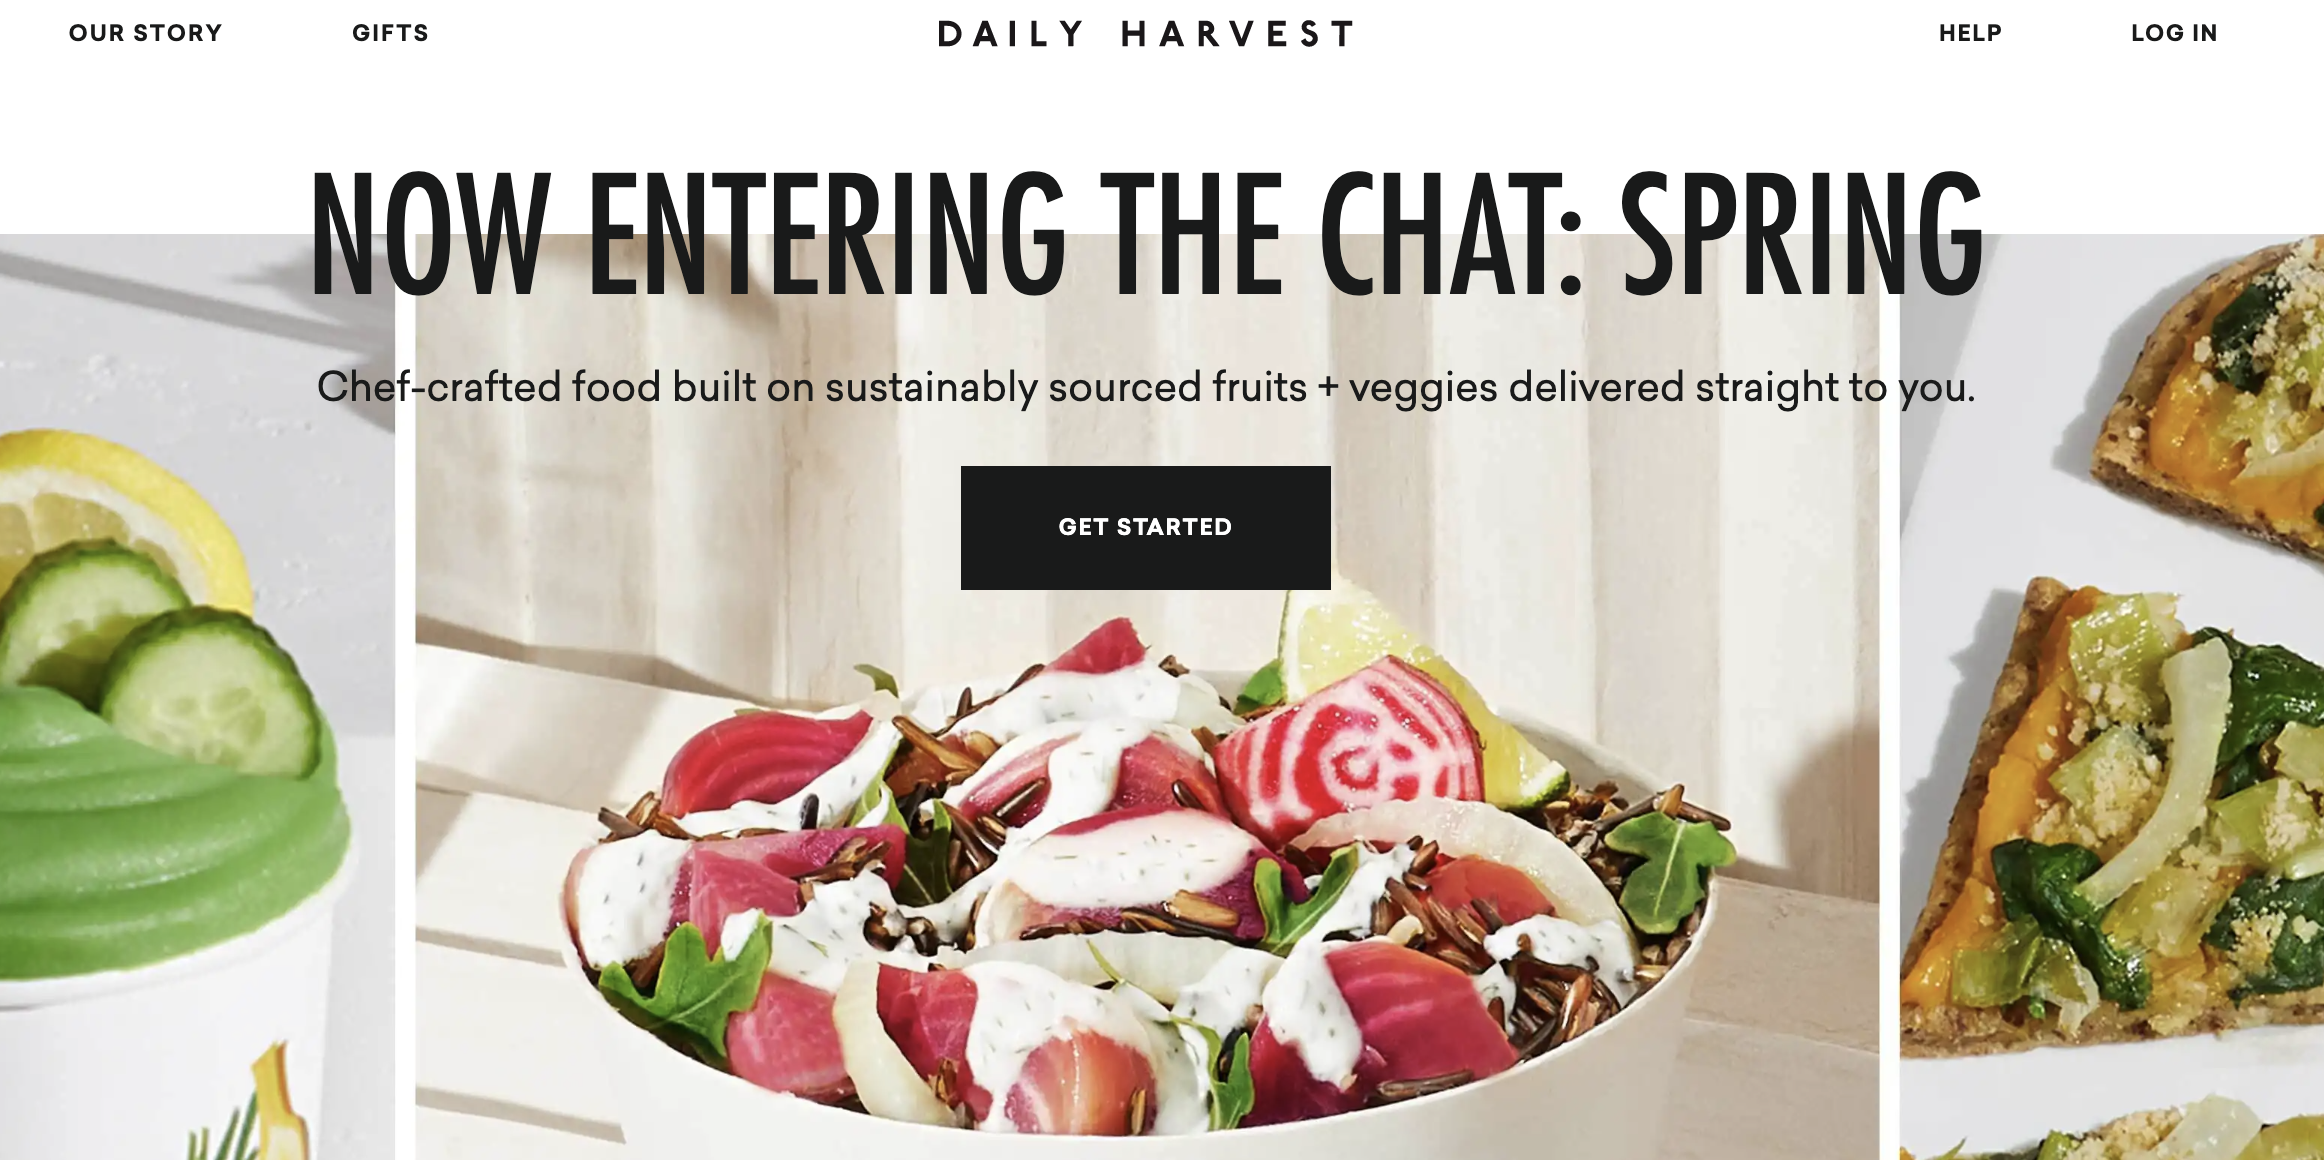 OUR STORY
GIFTS
DAILY HARVEST
HELP
LOG IN
NOW ENTERING THE CHAT: SPRING
Chef-crafted food built on sustainably sourced fruits + veggies delivered straight to you.
GET STARTED